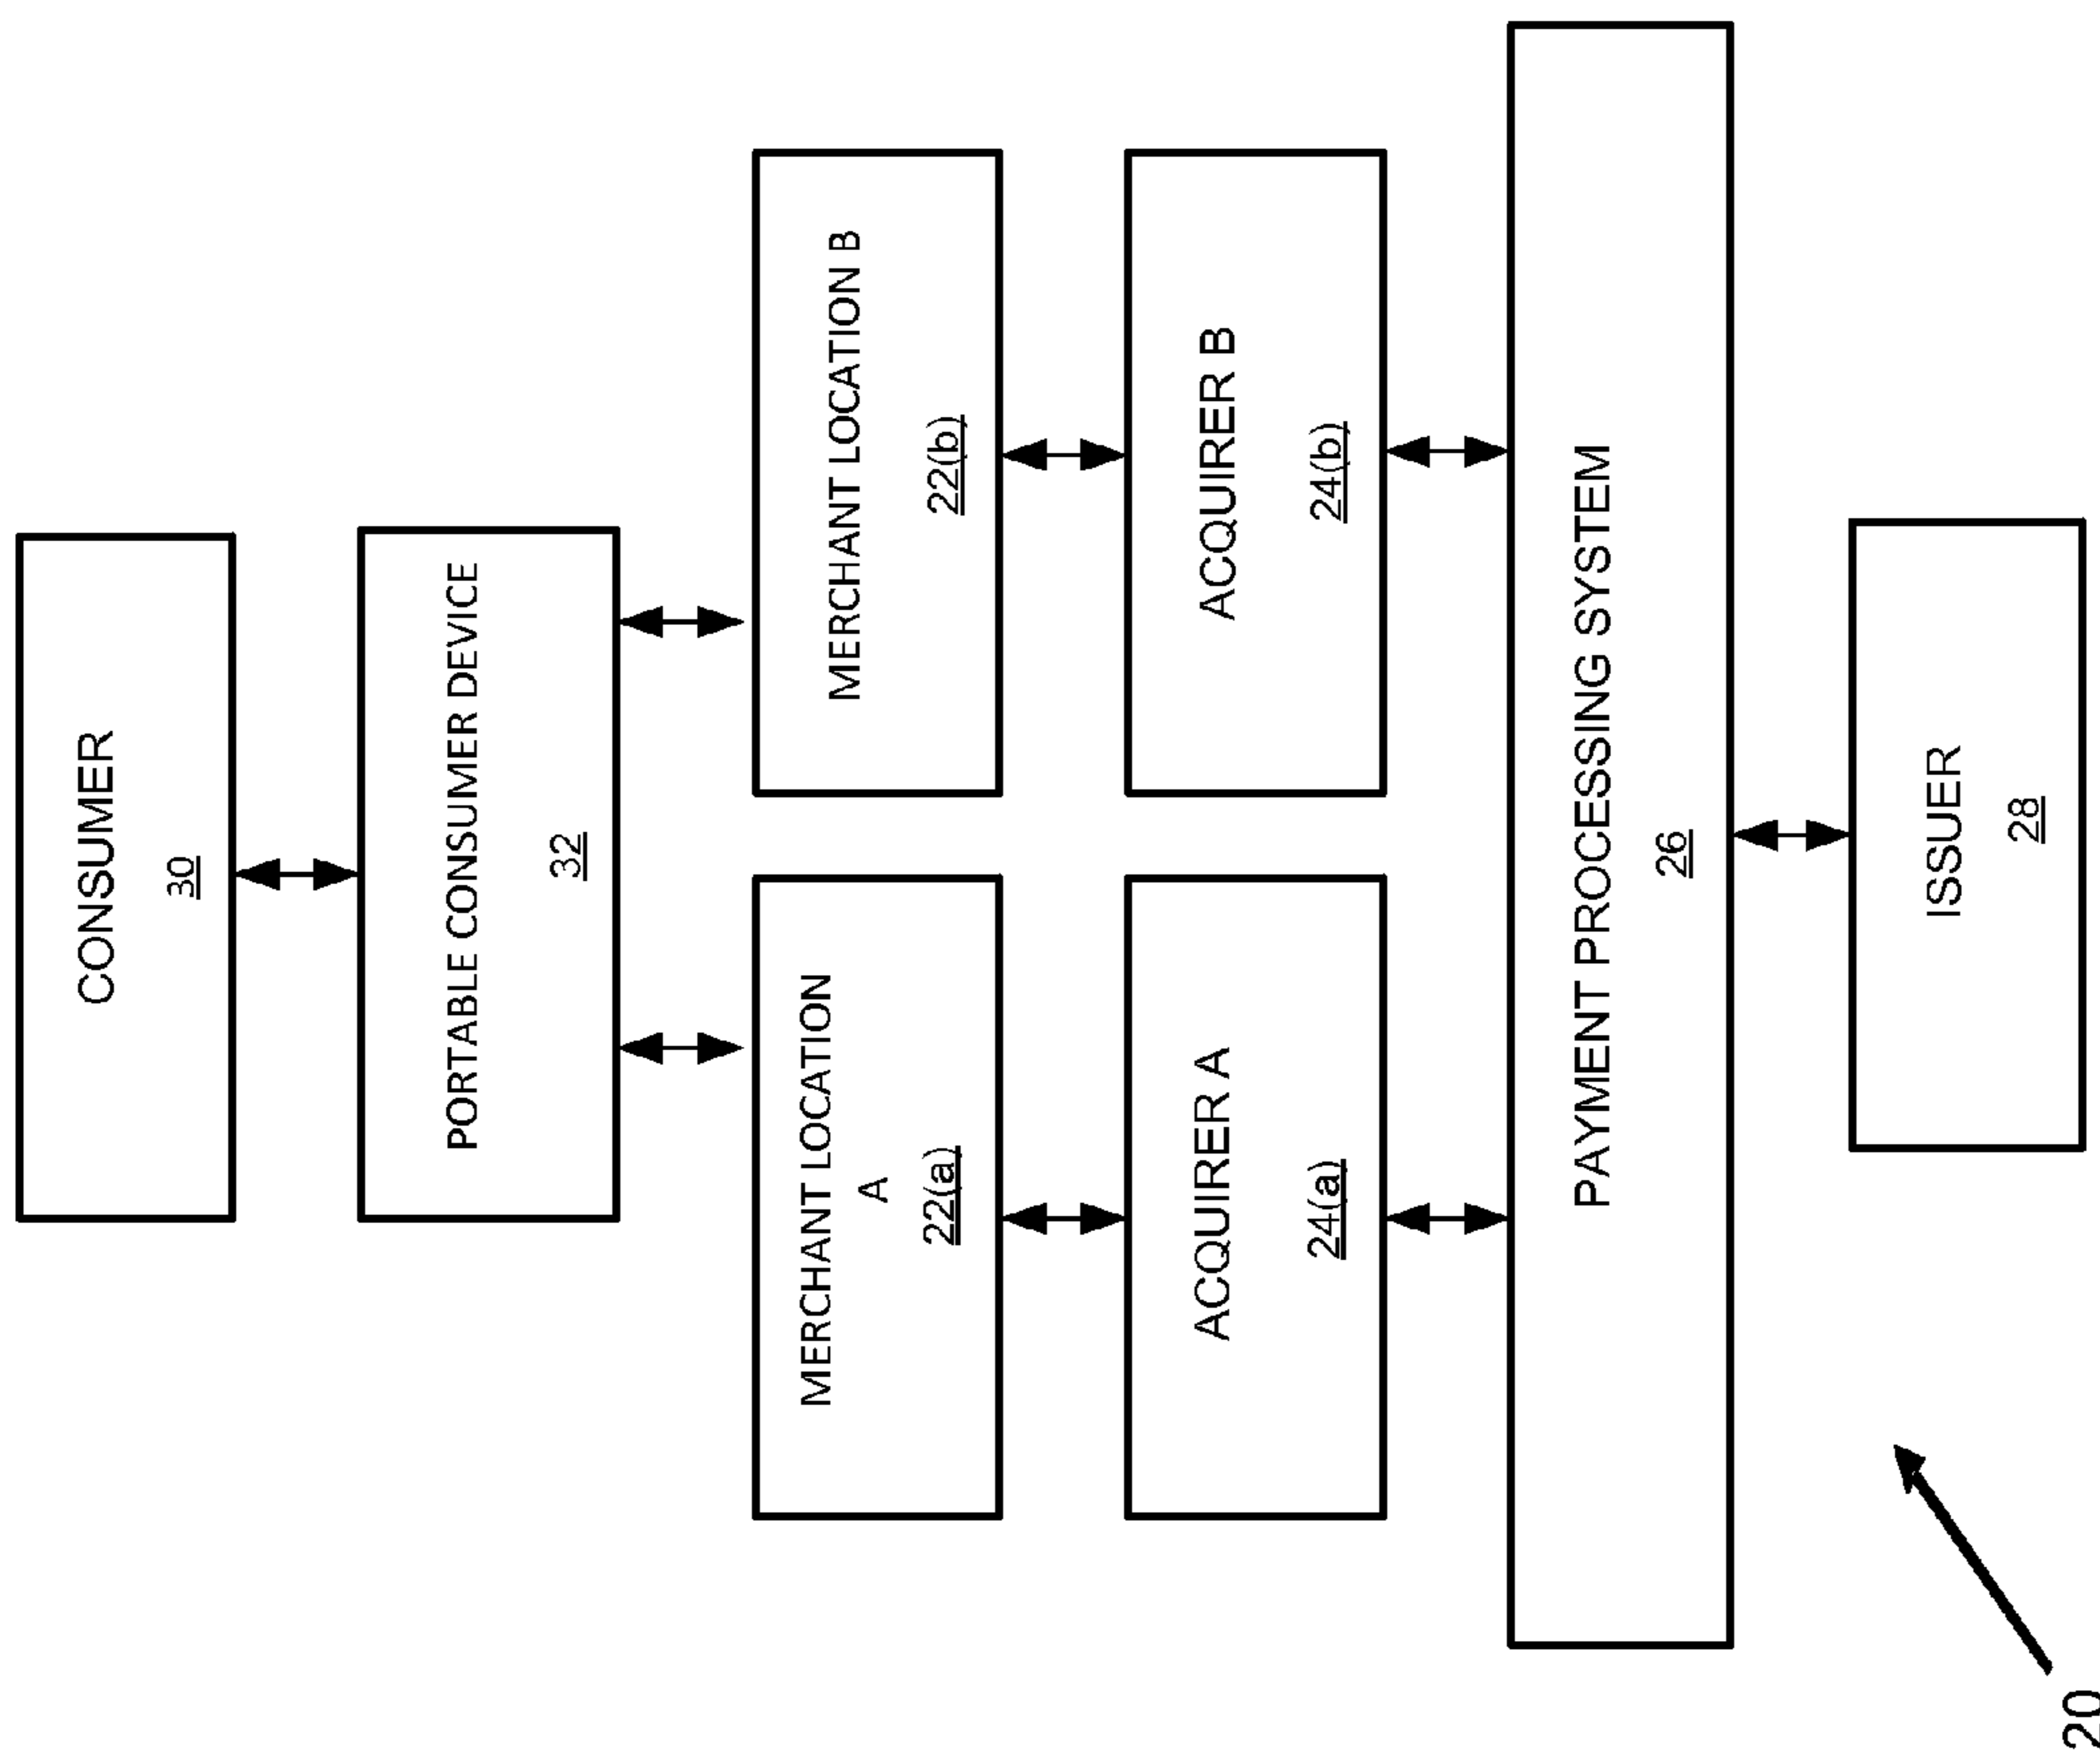 CONSUMER
30
PORTABLE CONSUMER DEVICE
32
MERCHANT LOCATION
A
22(a)
MERCHANT LOCATION B
22(b)
ACQUIRER A
24(a)
ACQUIRER B
24(b)
PAYMENT PROCESSING SYSTEM
26
ISSUER
28
20